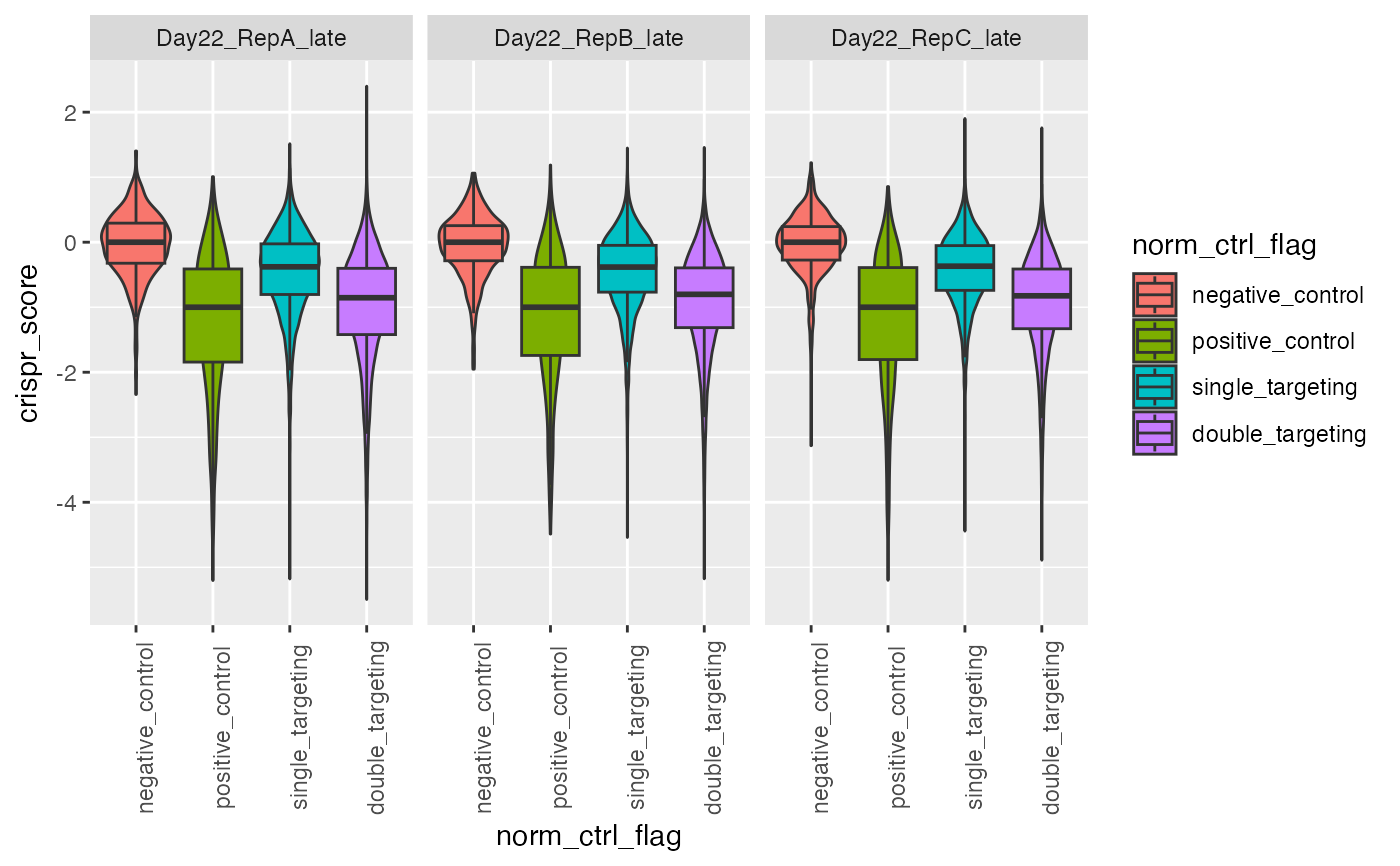 Day22_RepA_late Day22_RepB_late Day22_RepC_late
crispr_score
2
0
-2
-4
negative_control
positive_control
single_targeting
double_targeting
negative_control
positive_control
single_targeting
double_targeting
negative_control
positive_control
single_targeting
double_targeting
norm_ctrl_flag
norm_ctrl_flag
negative_control
positive_control
single_targeting
double_targeting